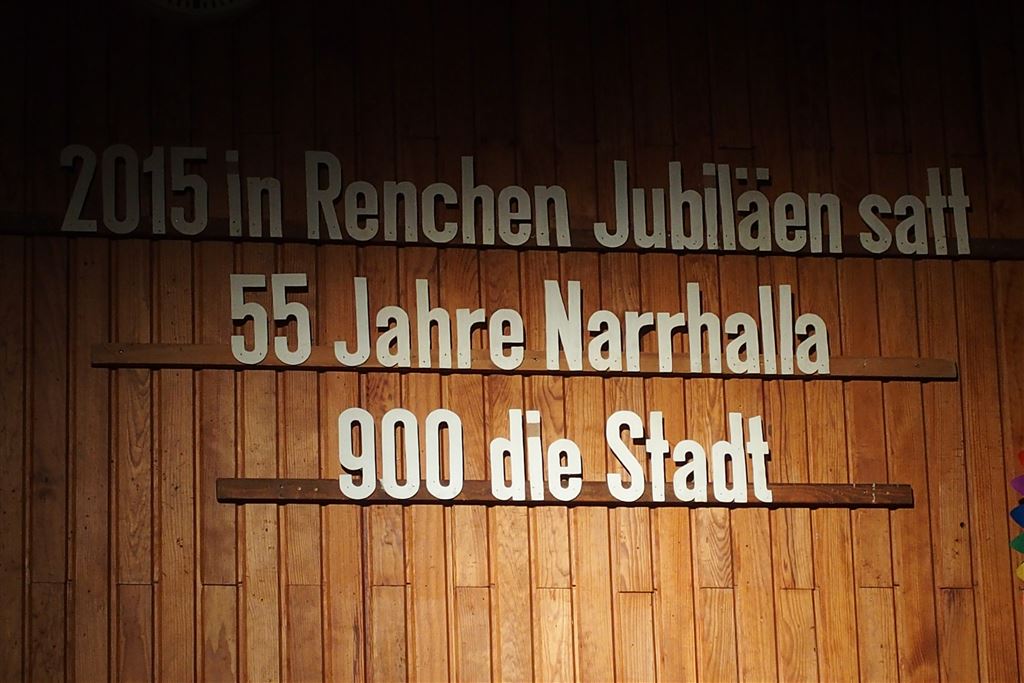 2015 in Renchen Jubiläen satt
55 Jahre Narrhalla
900 die Stadt